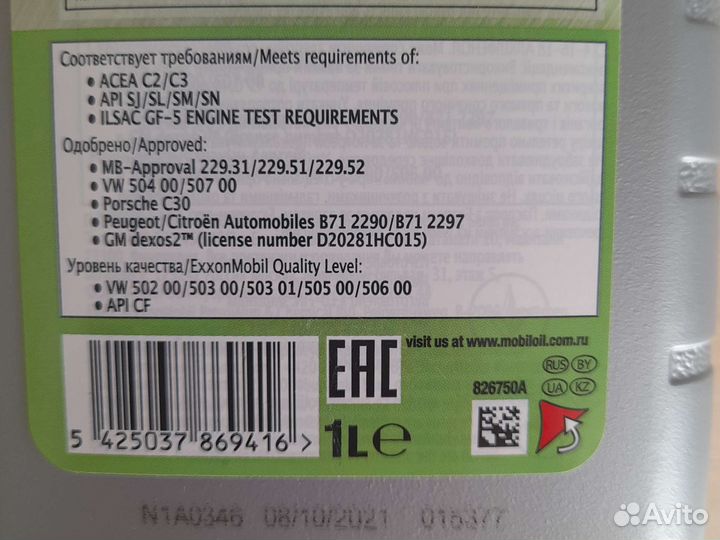 Соответствует требованиям/Meets requirements of:
• ACEA C2/C3
• API SJ/SL/SM/SN
• ILSAC GF-5 ENGINE TEST REQUIREMENTS
Одобрено/Approved:
• MB-Approval 229.31/229.51/229.52
• VW 504 00/507 00
• Porsche C30
• Peugeot/Citroën Automobiles B71 2290/B71 2297
• GM dexos2™ (license number D20281HC015)
Уровень качества/ExxonMobil Quality Level:
• VW 502 00/503 00/503 01/505 00/506 00
• API CF
visit us at www.mobiloil.com.ru
EAC
RUS BY
826750A UA KZ
5 425037 869416 >
1L e
N1A0346 08/10/2021 015377
Avito